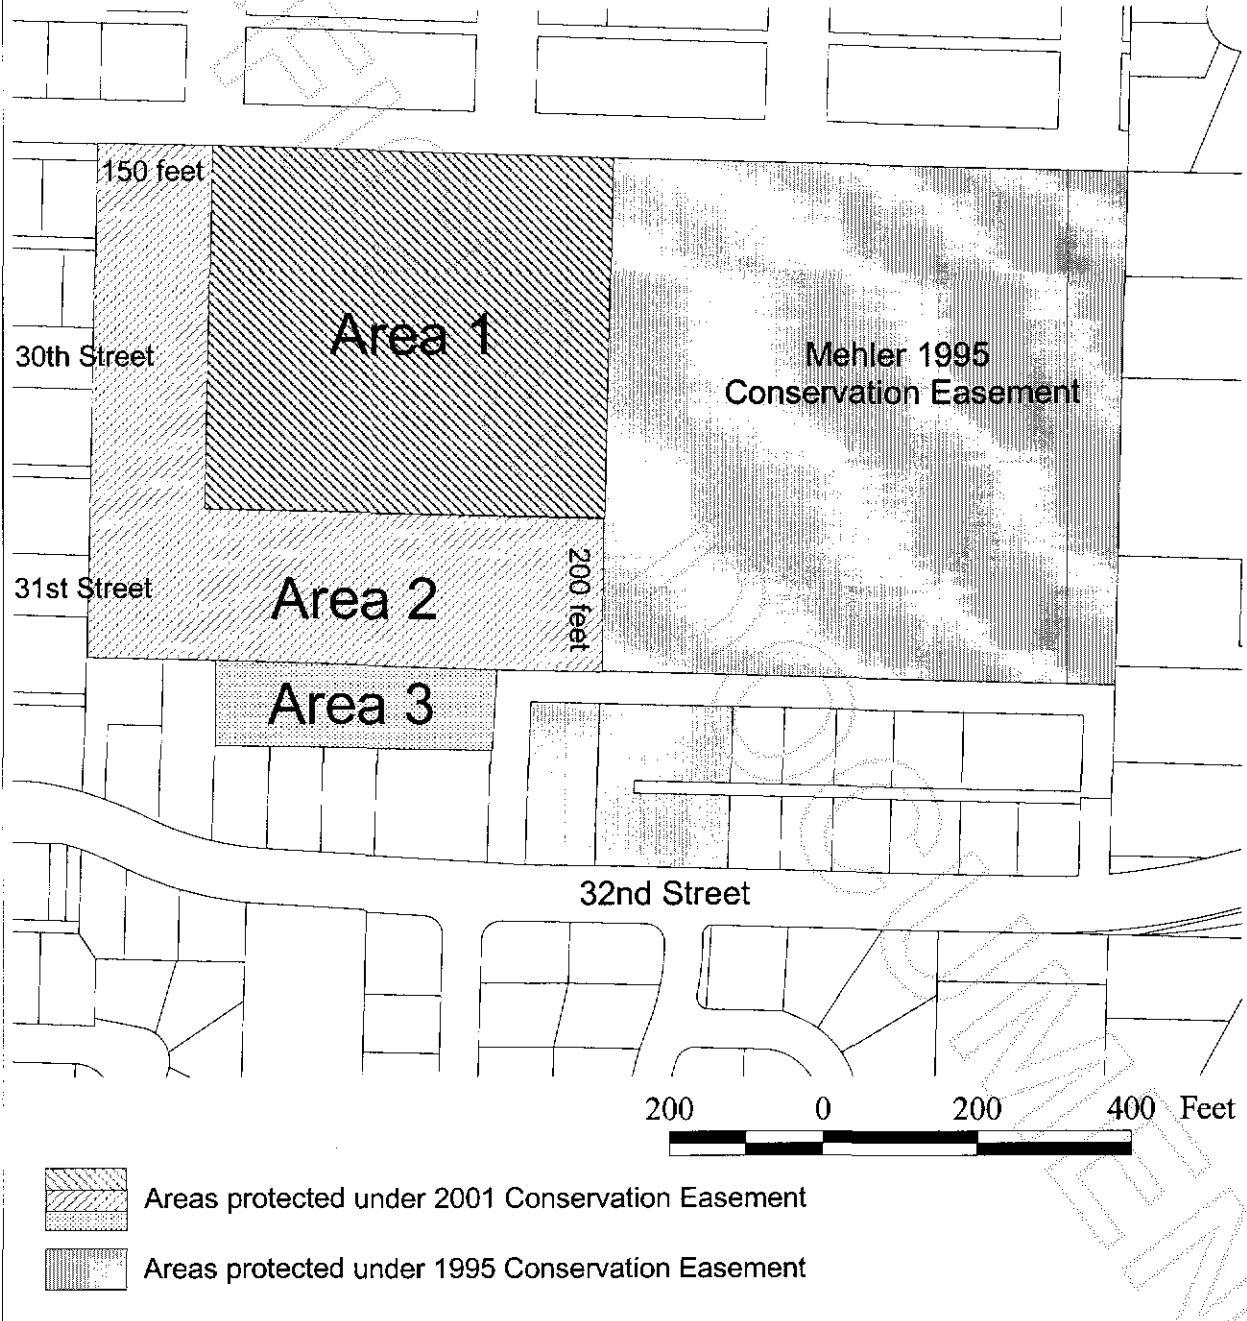 150 feet
Area 1
30th Street
Mehler 1995
Conservation Easement
200 feet
31st Street
Area 2
Area 3
32nd Street
200 0 200 400 Feet
Areas protected under 2001 Conservation Easement
Areas protected under 1995 Conservation Easement